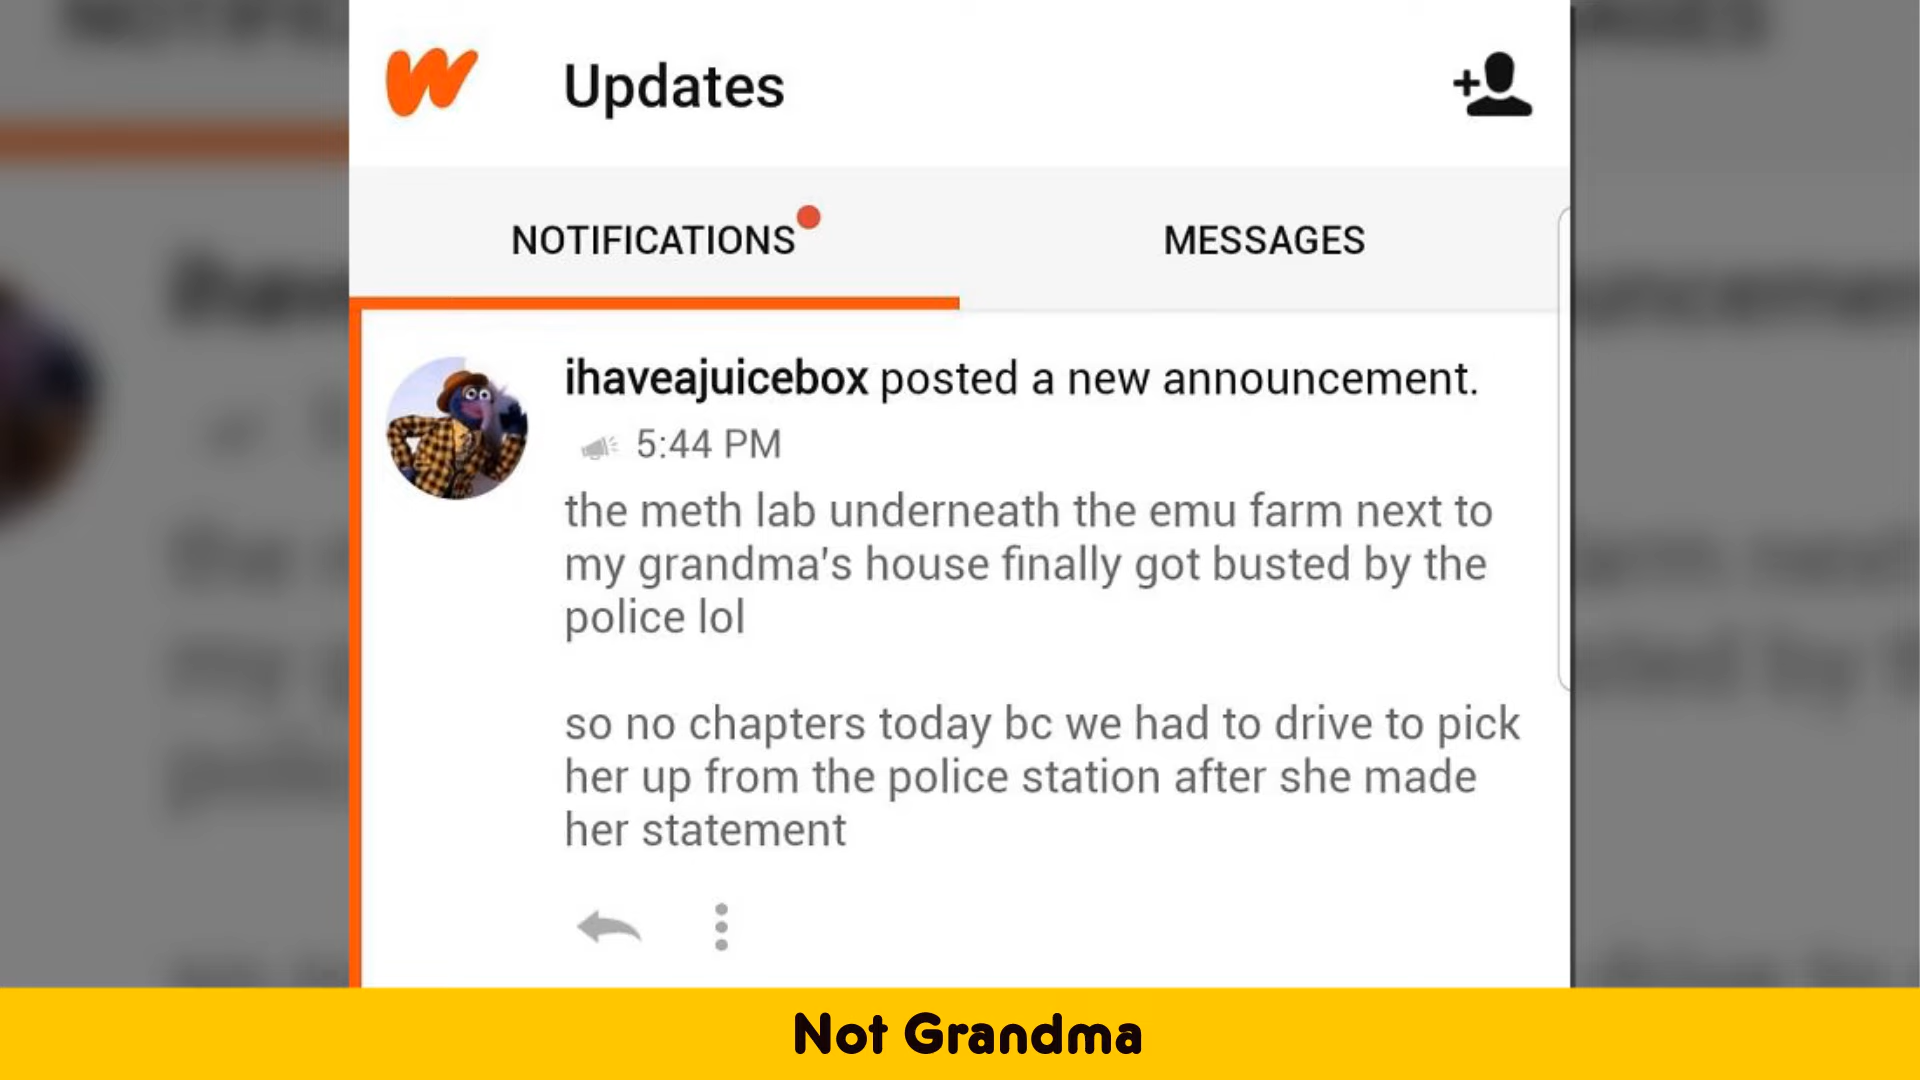 Updates
NOTIFICATIONS
MESSAGES
ihaveajuicebox posted a new announcement.
5:44 PM
the meth lab underneath the emu farm next to
my grandma's house finally got busted by the
police lol
so no chapters today bc we had to drive to pick
her up from the police station after she made
her statement
Not Grandma